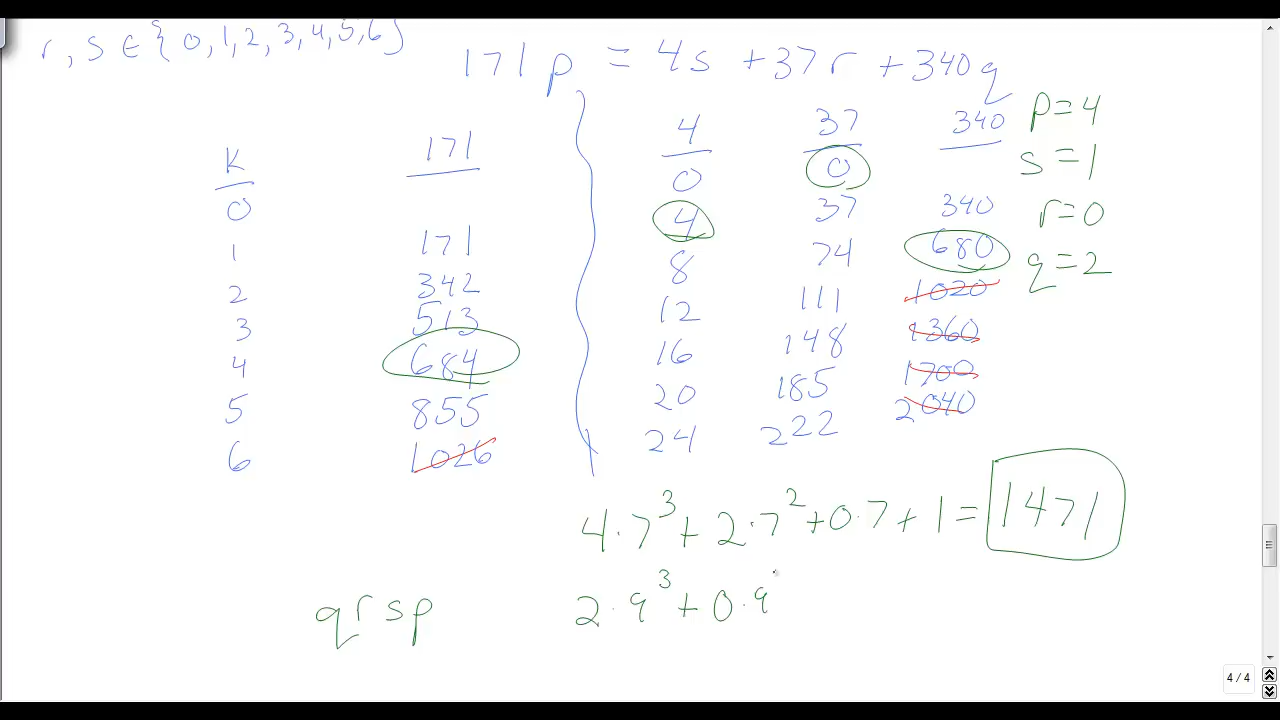 r, s ∈ { 0, 1, 2, 3, 4, 5, 6 }
171p = 4s + 37r + 340q
K 171 4 37 340
0 0 0
1 171 4 37 340
2 342 8 74 680
3 513 12 111 1020
4 684 16 148 1360
5 855 20 185 1700
6 1026 24 222 2040
p = 4
s = 1
r = 0
q = 2
4·7³ + 2·7² + 0·7 + 1 = 1471
q r s p 2·9³ + 0·9
4 / 4